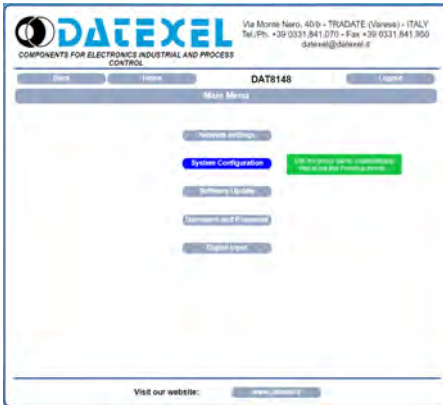 DATEXEL
COMPONENTS FOR ELECTRONICS INDUSTRIAL AND PROCESS CONTROL
Via Monte Nero, 40/b - TRADATE (Varese) - ITALY
Tel./Ph. +39 0331.841.070 - Fax +39 0331.841.950
datexel@datexel.it
Back
Home
DAT8148
Logout
Main Menu
Network settings
System Configuration
Software Update
Username and Password
Digital Input
Visit our website:
www.datexel.it